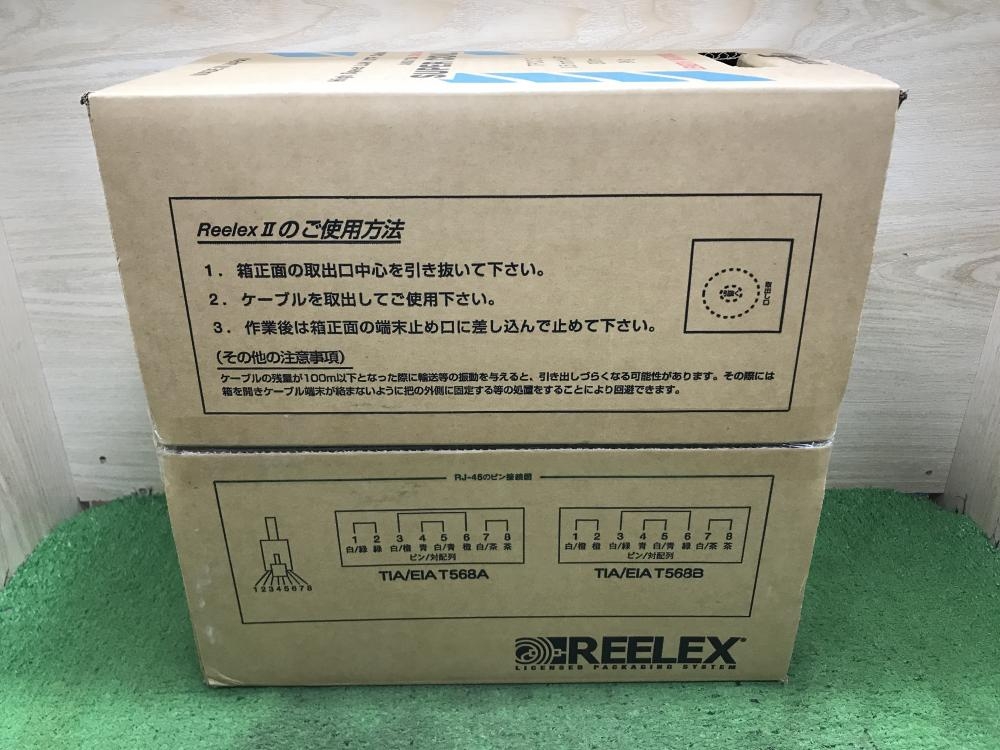 Reelex IIのご使用方法
1. 箱正面の取出口中心を引き抜いて下さい。
2. ケーブルを取出してご使用下さい。
3. 作業後は箱正面の端末止め口に差し込んで止めて下さい。
取出し口
(その他の注意事項)
ケーブルの残量が100m以下となった際に輸送等の振動を与えると、引き出しづらくなる可能性があります。その際には
箱を開きケーブル端末が絡まないように把の外側に固定する等の処置をすることにより回避できます。
RJ-45のピン接続図
12345678
1 2 3 4 5 6 7 8
白/緑 緑 白/橙 青 白/青 橙 白/茶 茶
ピン/対配列
TIA/EIA T568A
1 2 3 4 5 6 7 8
白/橙 橙 白/緑 青 白/青 緑 白/茶 茶
ピン/対配列
TIA/EIA T568B
REELEX
LICENSED PACKAGING SYSTEM